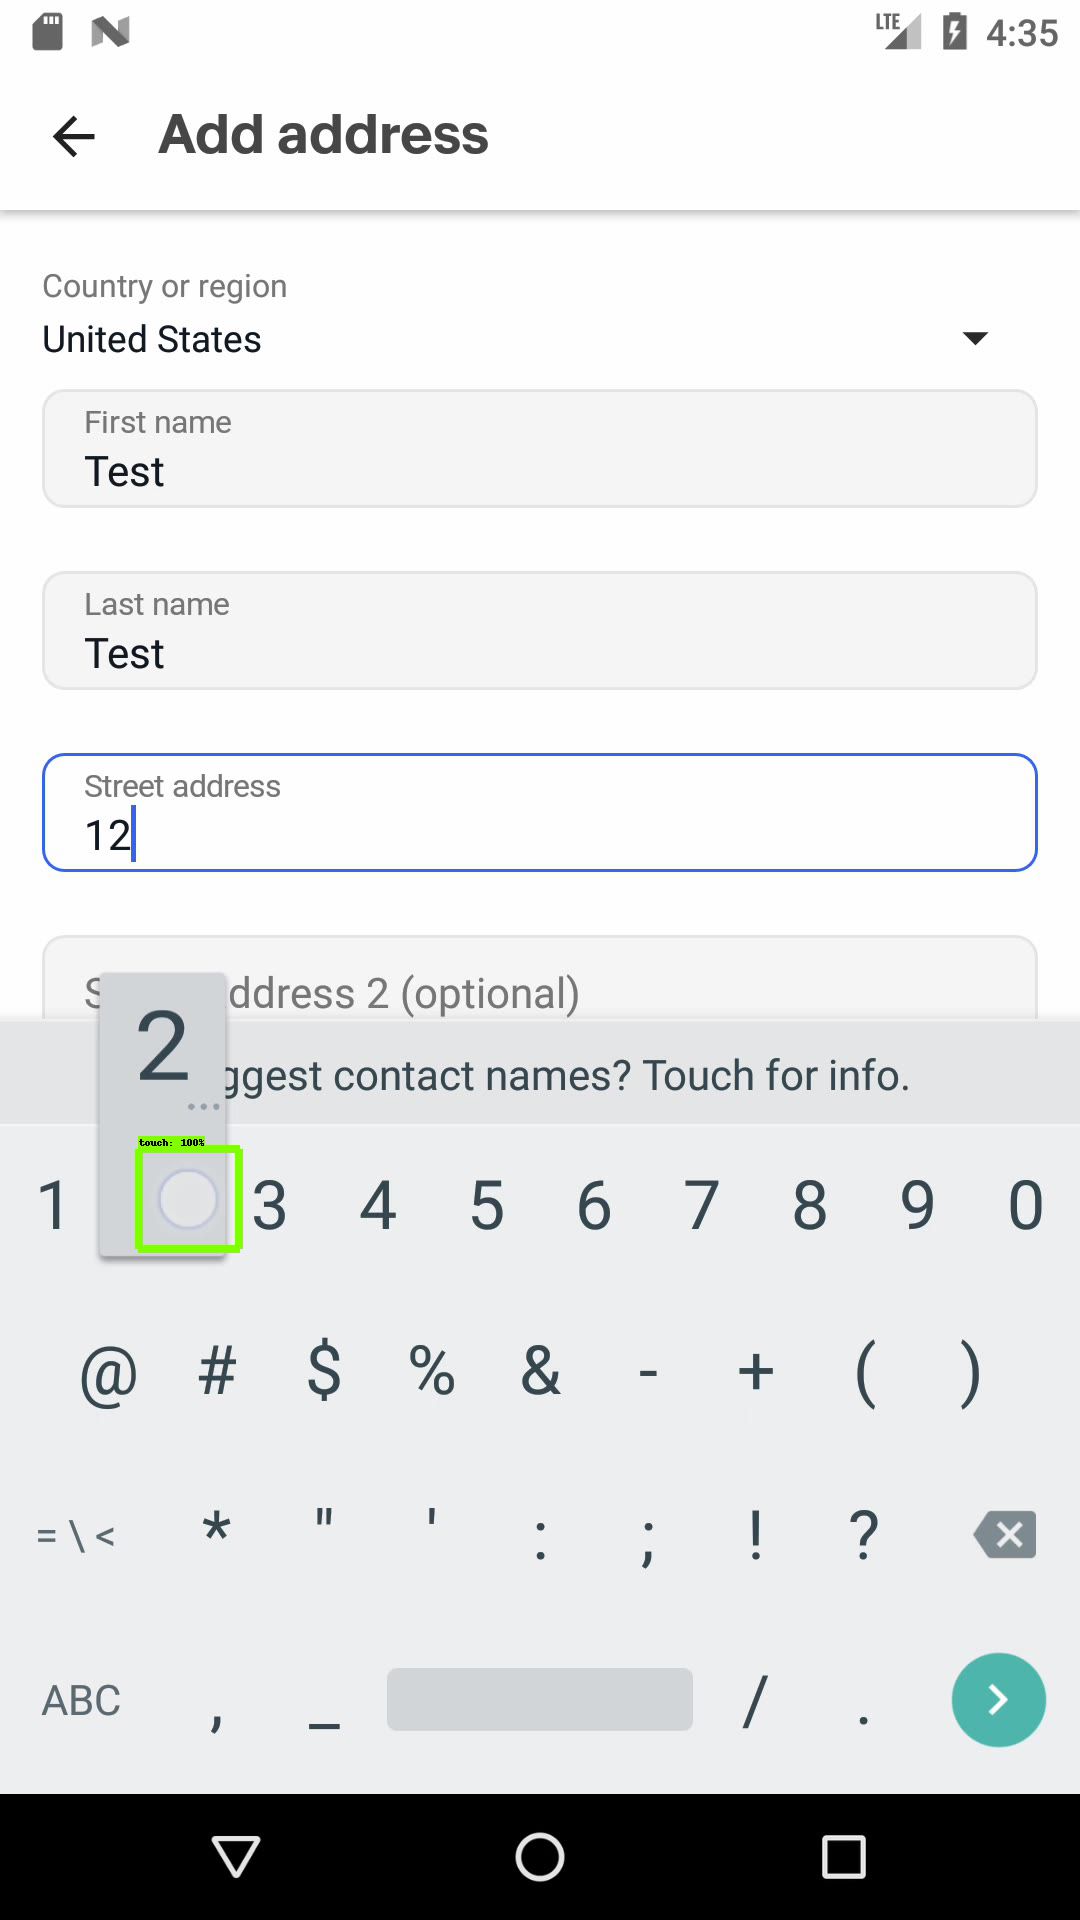 LTE 4:35
Add address
Country or region
United States
First name
Test
Last name
Test
Street address
12
ddress 2 (optional)
2
ggest contact names? Touch for info.
touch: 100%
1 3 4 5 6 7 8 9 0
@ # $ % & - + ( )
= \ < * " ' : ; ! ?
ABC , _ / .